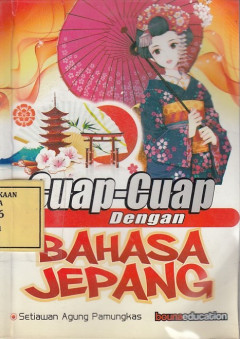 Cuap-Cuap
Dengan
BAHASA
JEPANG
Setiawan Agung Pamungkas
bounaeducation